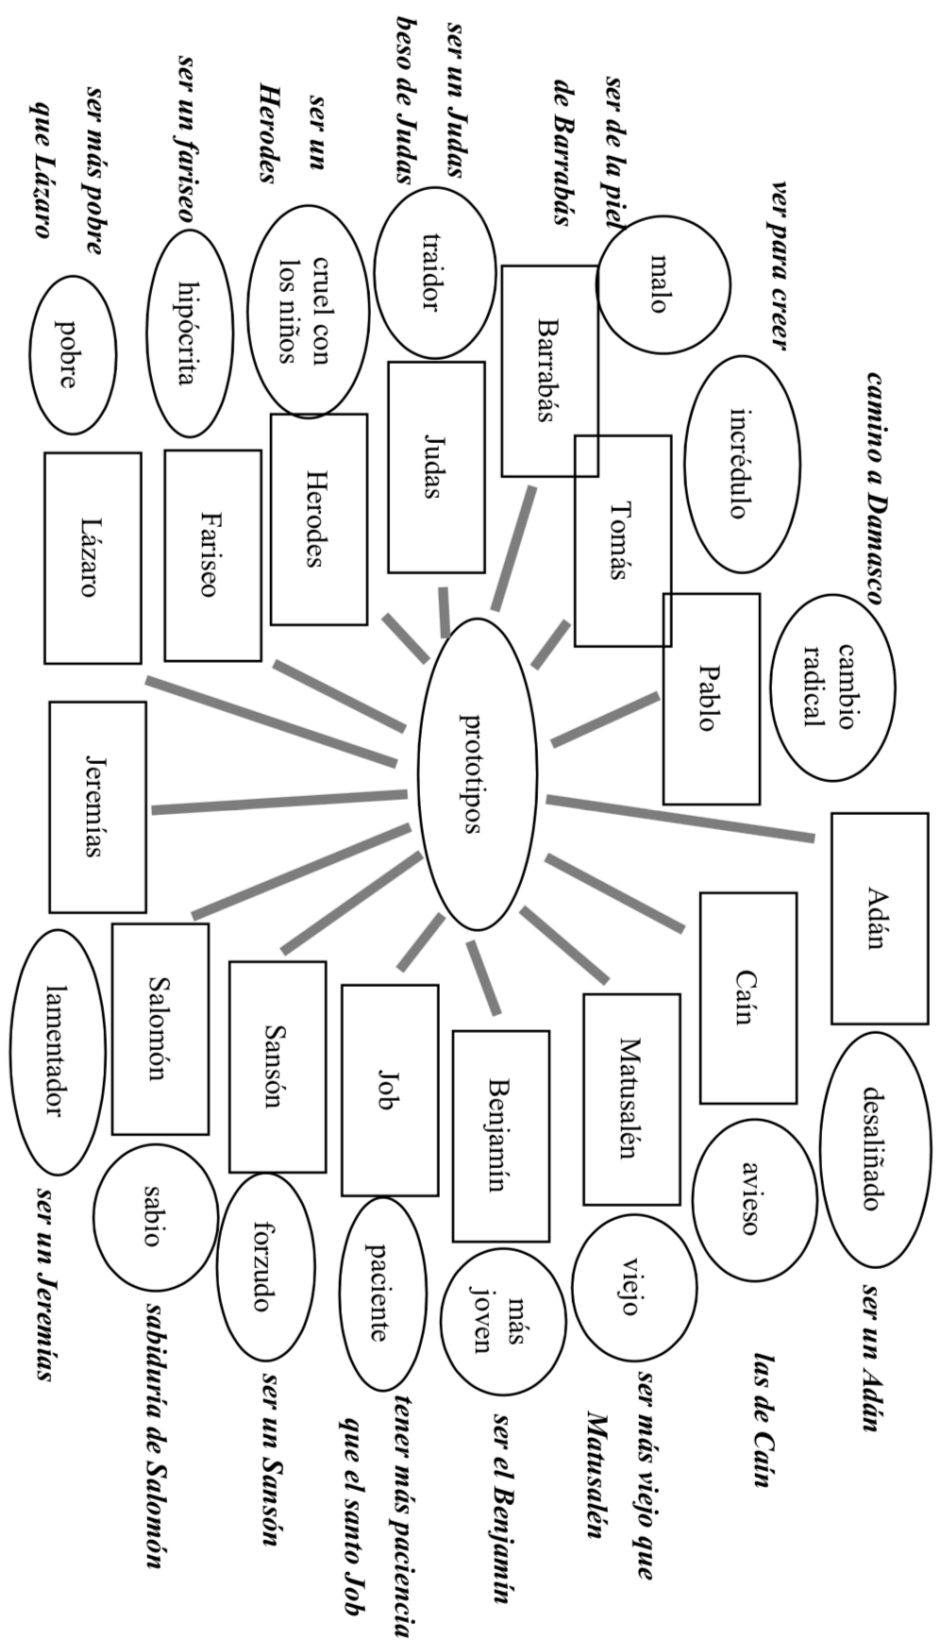 camino a Damasco
cambio
radical
Pablo
ver para creer
incrédulo
Tomás
ser de la piel
de Barrabás
malo
Barrabás
ser un Judas
beso de Judas
traidor
Judas
ser un
Herodes
cruel con
los niños
Herodes
ser un fariseo
hipócrita
Fariseo
ser más pobre
que Lázaro
pobre
Lázaro
prototipos
Adán
desaliñado
ser un Adán
Caín
avieso
las de Caín
Matusalén
viejo
ser más viejo que
Matusalén
Benjamín
más
joven
ser el Benjamín
Job
paciente
tener más paciencia
que el santo Job
Sansón
forzudo
ser un Sansón
Salomón
sabio
sabiduría de Salomón
Jeremías
lamentador
ser un Jeremías